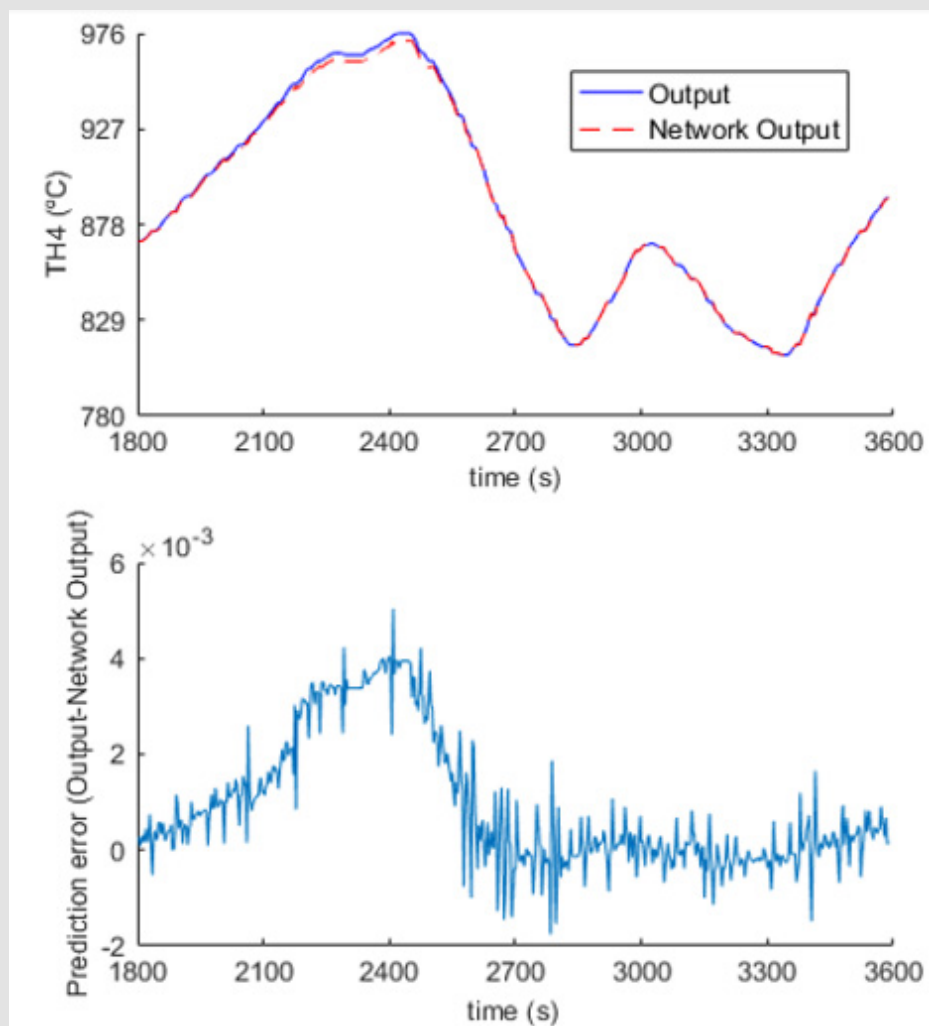 976
927
878
829
780
TH4 (ºC)
Output
Network Output
1800 2100 2400 2700 3000 3300 3600
time (s)
× 10-3
6
4
2
0
-2
Prediction error (Output-Network Output)
1800 2100 2400 2700 3000 3300 3600
time (s)